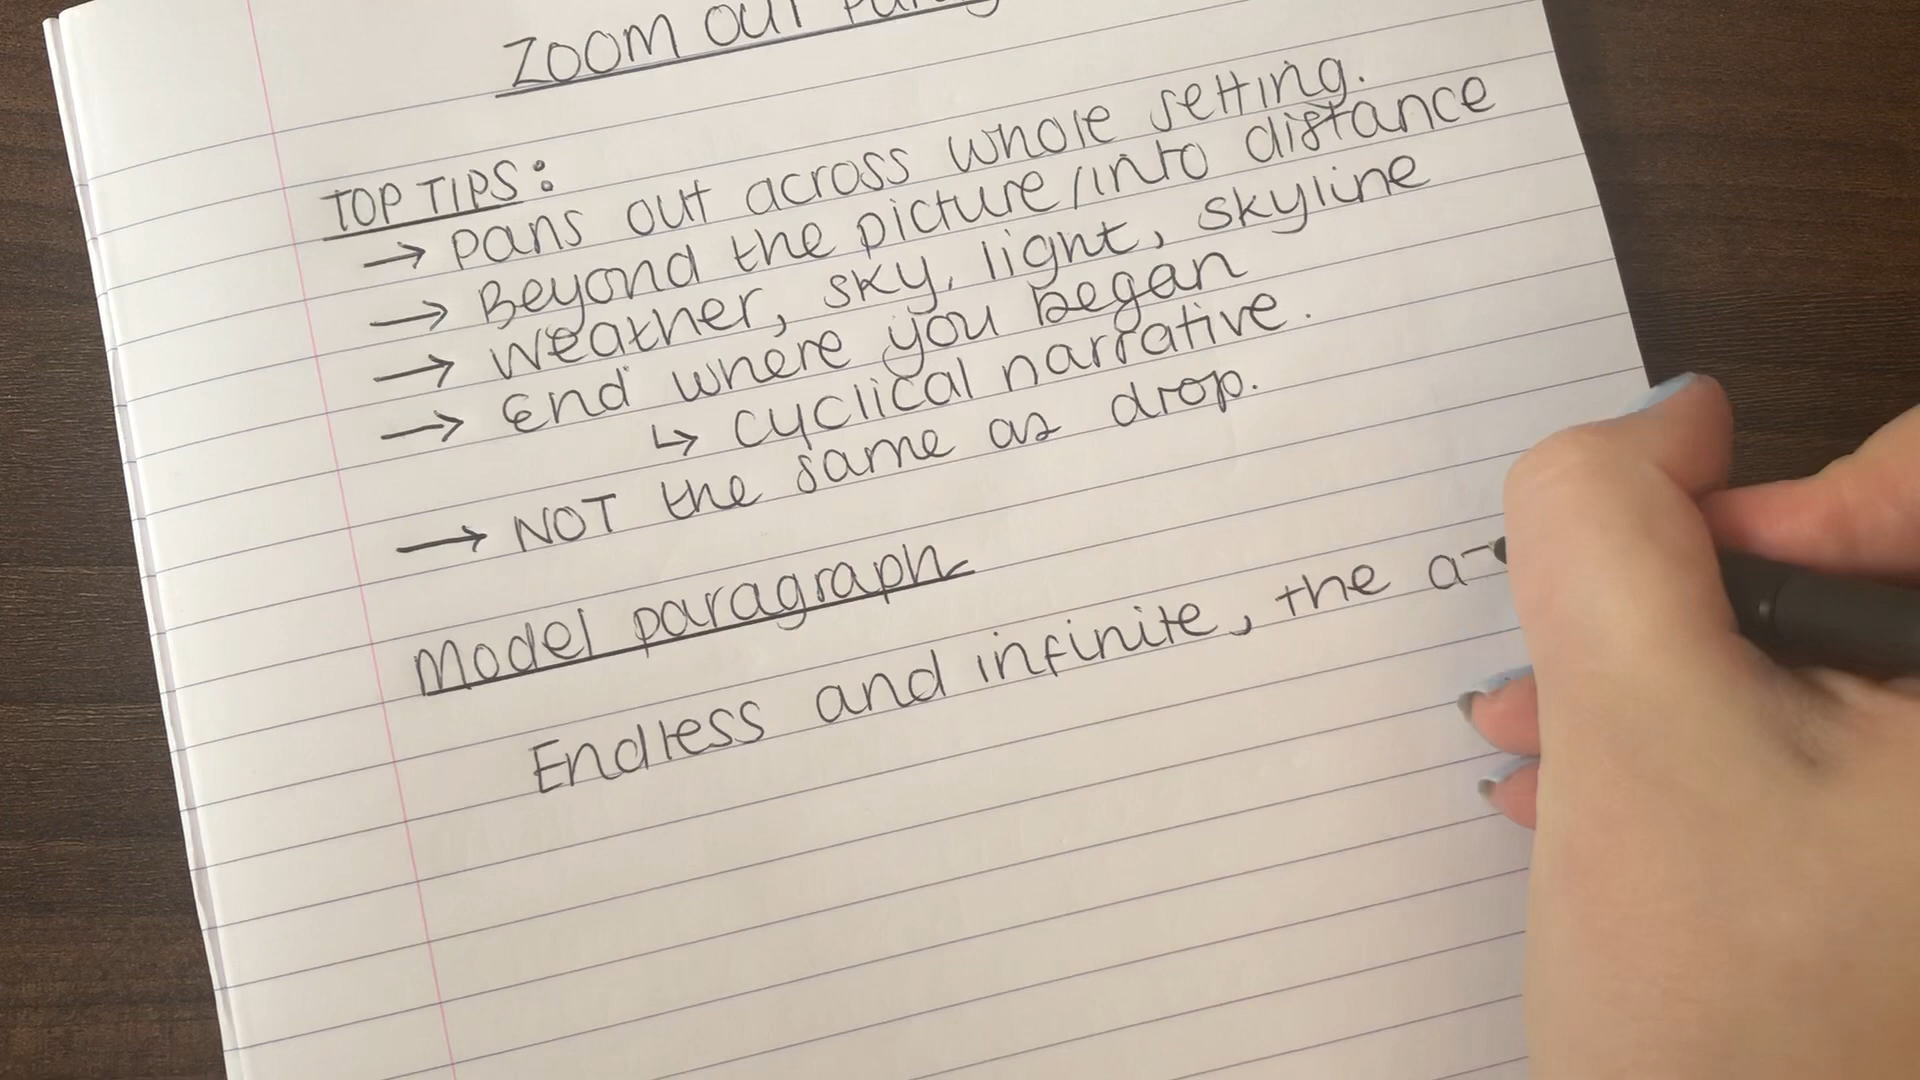 Zoom out
TOP TIPS:
→ pans out across whole setting.
→ Beyond the picture/into distance
→ weather, sky, light, skyline
→ End where you began
↳ cyclical narrative.
→ NOT the same as drop.
Model paragraph
Endless and infinite, the